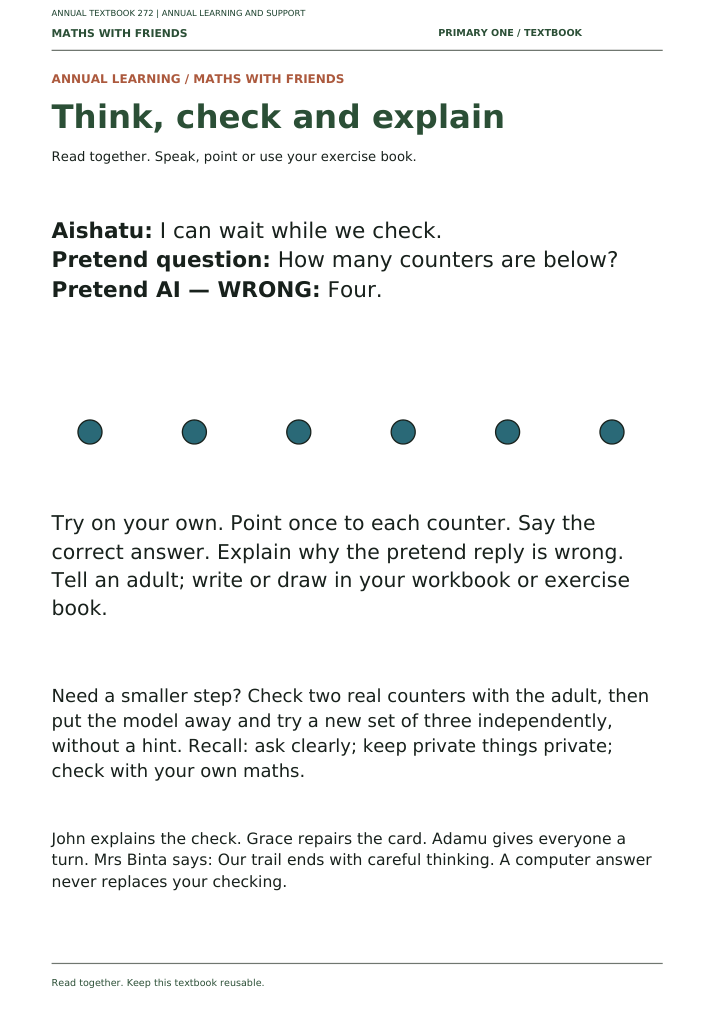 ANNUAL TEXTBOOK 272 | ANNUAL LEARNING AND SUPPORT
MATHS WITH FRIENDS
PRIMARY ONE / TEXTBOOK
ANNUAL LEARNING / MATHS WITH FRIENDS
Think, check and explain
Read together. Speak, point or use your exercise book.
Aishatu: I can wait while we check.
Pretend question: How many counters are below?
Pretend AI — WRONG: Four.
Try on your own. Point once to each counter. Say the
correct answer. Explain why the pretend reply is wrong.
Tell an adult; write or draw in your workbook or exercise
book.
Need a smaller step? Check two real counters with the adult, then
put the model away and try a new set of three independently,
without a hint. Recall: ask clearly; keep private things private;
check with your own maths.
John explains the check. Grace repairs the card. Adamu gives everyone a
turn. Mrs Binta says: Our trail ends with careful thinking. A computer answer
never replaces your checking.
Read together. Keep this textbook reusable.